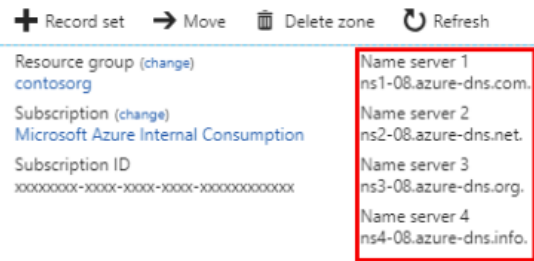 Record set Move Delete zone Refresh
Resource group (change)
contosorg
Subscription (change)
Microsoft Azure Internal Consumption
Subscription ID
xxxxxxxx-xxxx-xxxx-xxxx-xxxxxxxxxxxx
Name server 1
ns1-08.azure-dns.com.
Name server 2
ns2-08.azure-dns.net.
Name server 3
ns3-08.azure-dns.org.
Name server 4
ns4-08.azure-dns.info.